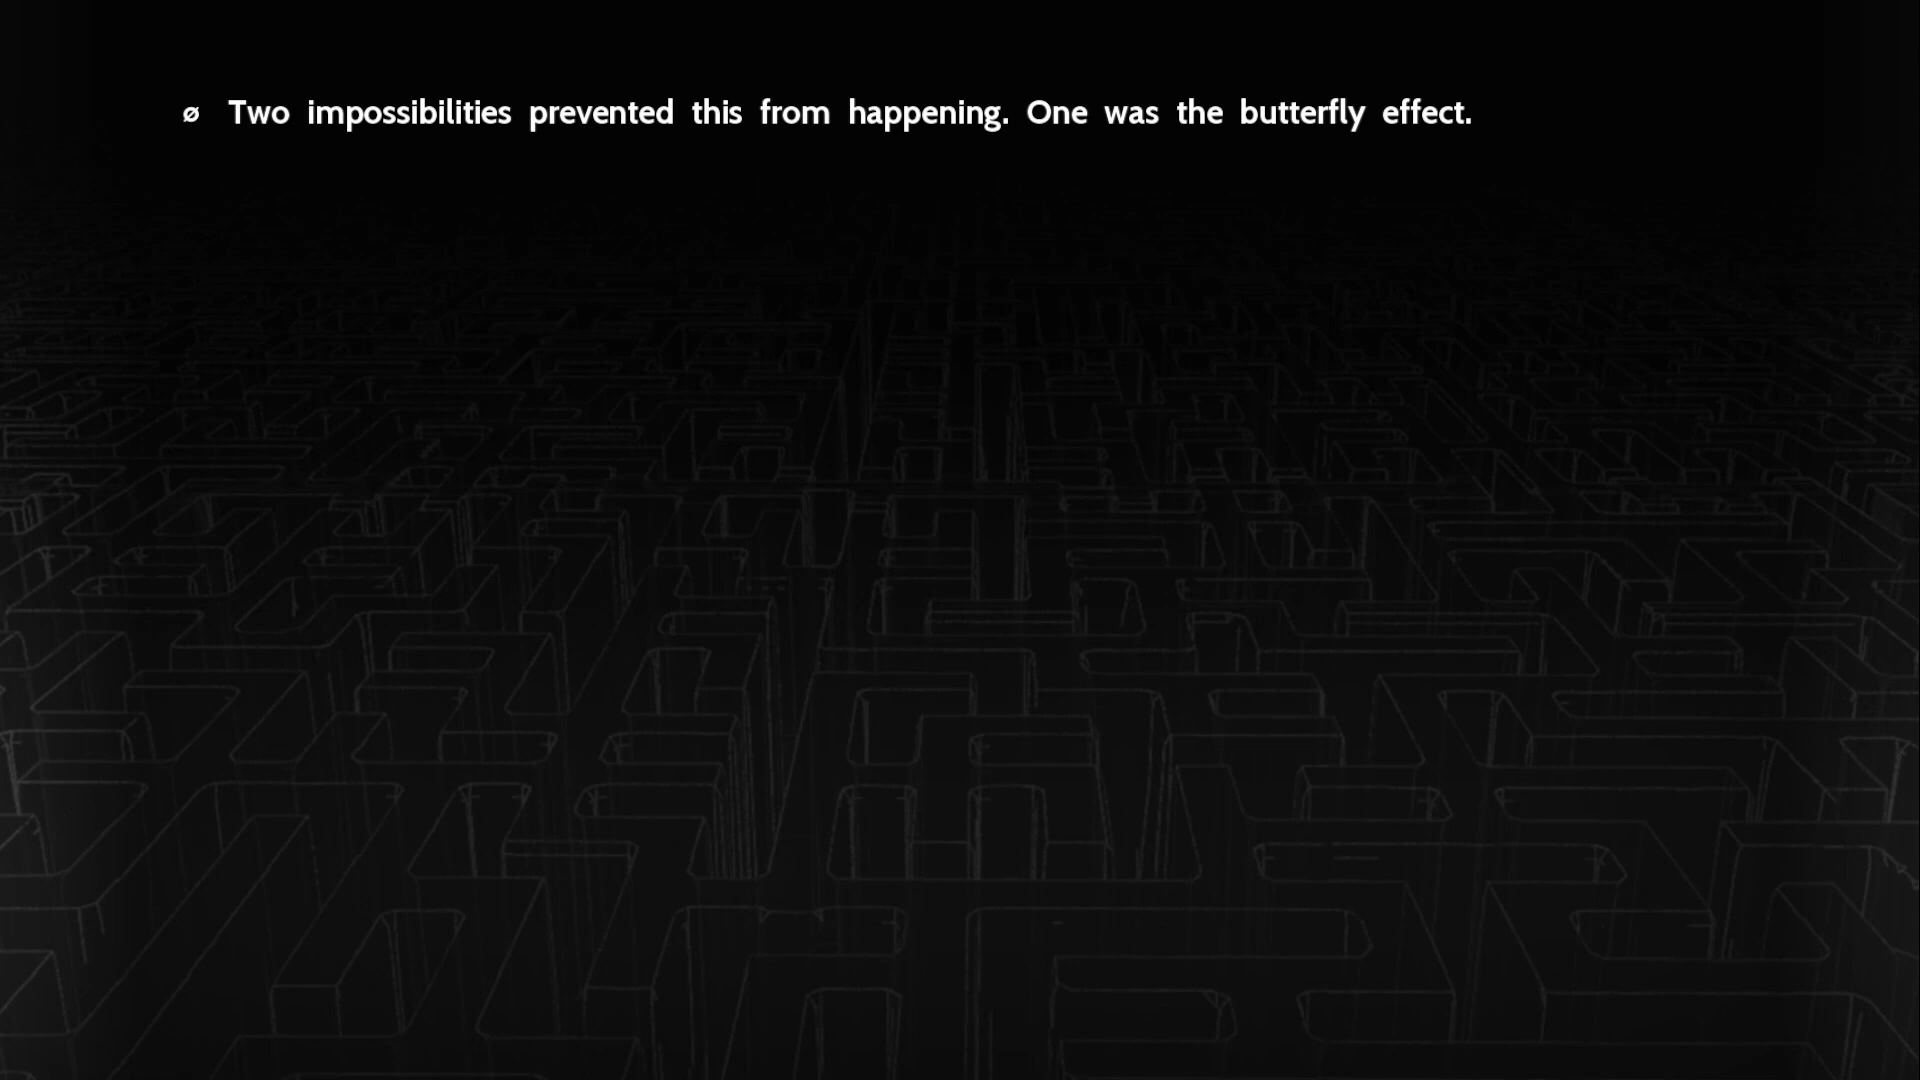 ø Two impossibilities prevented this from happening. One was the butterfly effect.